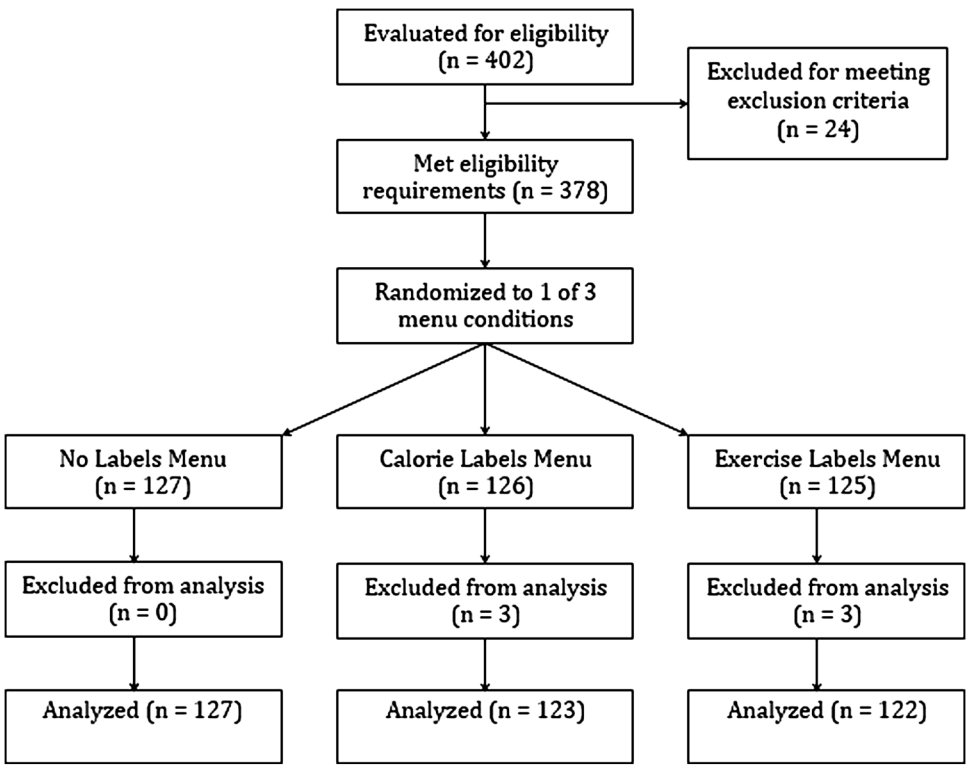 Evaluated for eligibility
(n = 402)
Excluded for meeting
exclusion criteria
(n = 24)
Met eligibility
requirements (n = 378)
Randomized to 1 of 3
menu conditions
No Labels Menu
(n = 127)
Calorie Labels Menu
(n = 126)
Exercise Labels Menu
(n = 125)
Excluded from analysis
(n = 0)
Excluded from analysis
(n = 3)
Excluded from analysis
(n = 3)
Analyzed (n = 127)
Analyzed (n = 123)
Analyzed (n = 122)